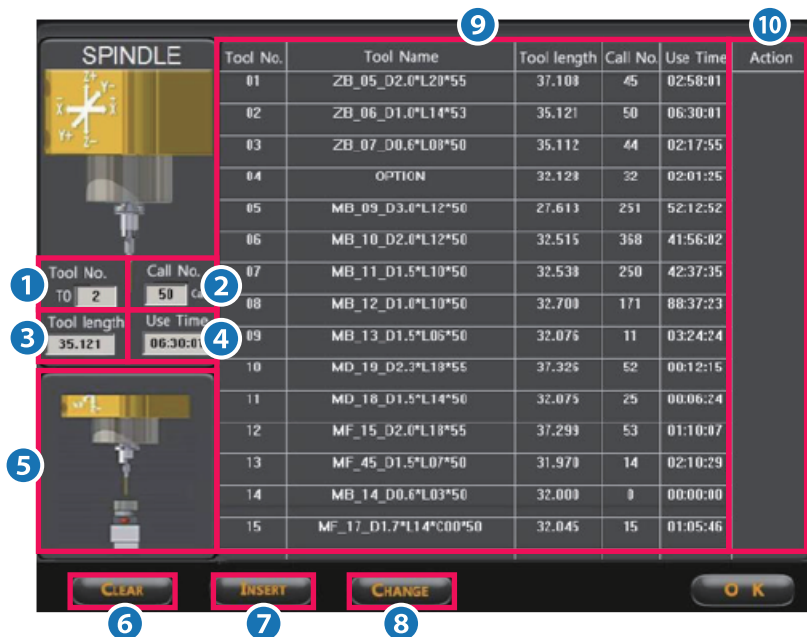 9 10
SPINDLE
Z+ Y- X- X+ Y+ Z-
Tool No. Tool Name Tool length Call No. Use Time Action
01 ZB_05_D2.0*L20*55 37.108 45 02:58:01
02 ZB_06_D1.0*L14*53 35.121 50 06:30:01
03 ZB_07_D0.6*L08*50 35.112 44 02:17:55
04 OPTION 32.128 32 02:01:25
05 MB_09_D3.0*L12*50 27.613 251 52:12:52
06 MB_10_D2.0*L12*50 32.515 368 41:56:02
07 MB_11_D1.5*L10*50 32.538 250 42:37:35
08 MB_12_D1.0*L10*50 32.700 171 88:37:23
09 MB_13_D1.5*L06*50 32.076 11 03:24:24
10 MD_19_D2.3*L18*55 37.326 52 00:12:15
11 MD_18_D1.5*L14*50 32.075 25 00:06:24
12 MF_15_D2.0*L18*55 37.299 53 01:10:07
13 MF_45_D1.5*L07*50 31.970 14 02:10:29
14 MB_14_D0.6*L03*50 32.000 0 00:00:00
15 MF_17_D1.7*L14*C00*50 32.045 15 01:05:46
1 Tool No. T0 2
2 Call No. 50
3 Tool length 35.121
4 Use Time 06:30:01
5
CLEAR INSERT CHANGE O K
6 7 8